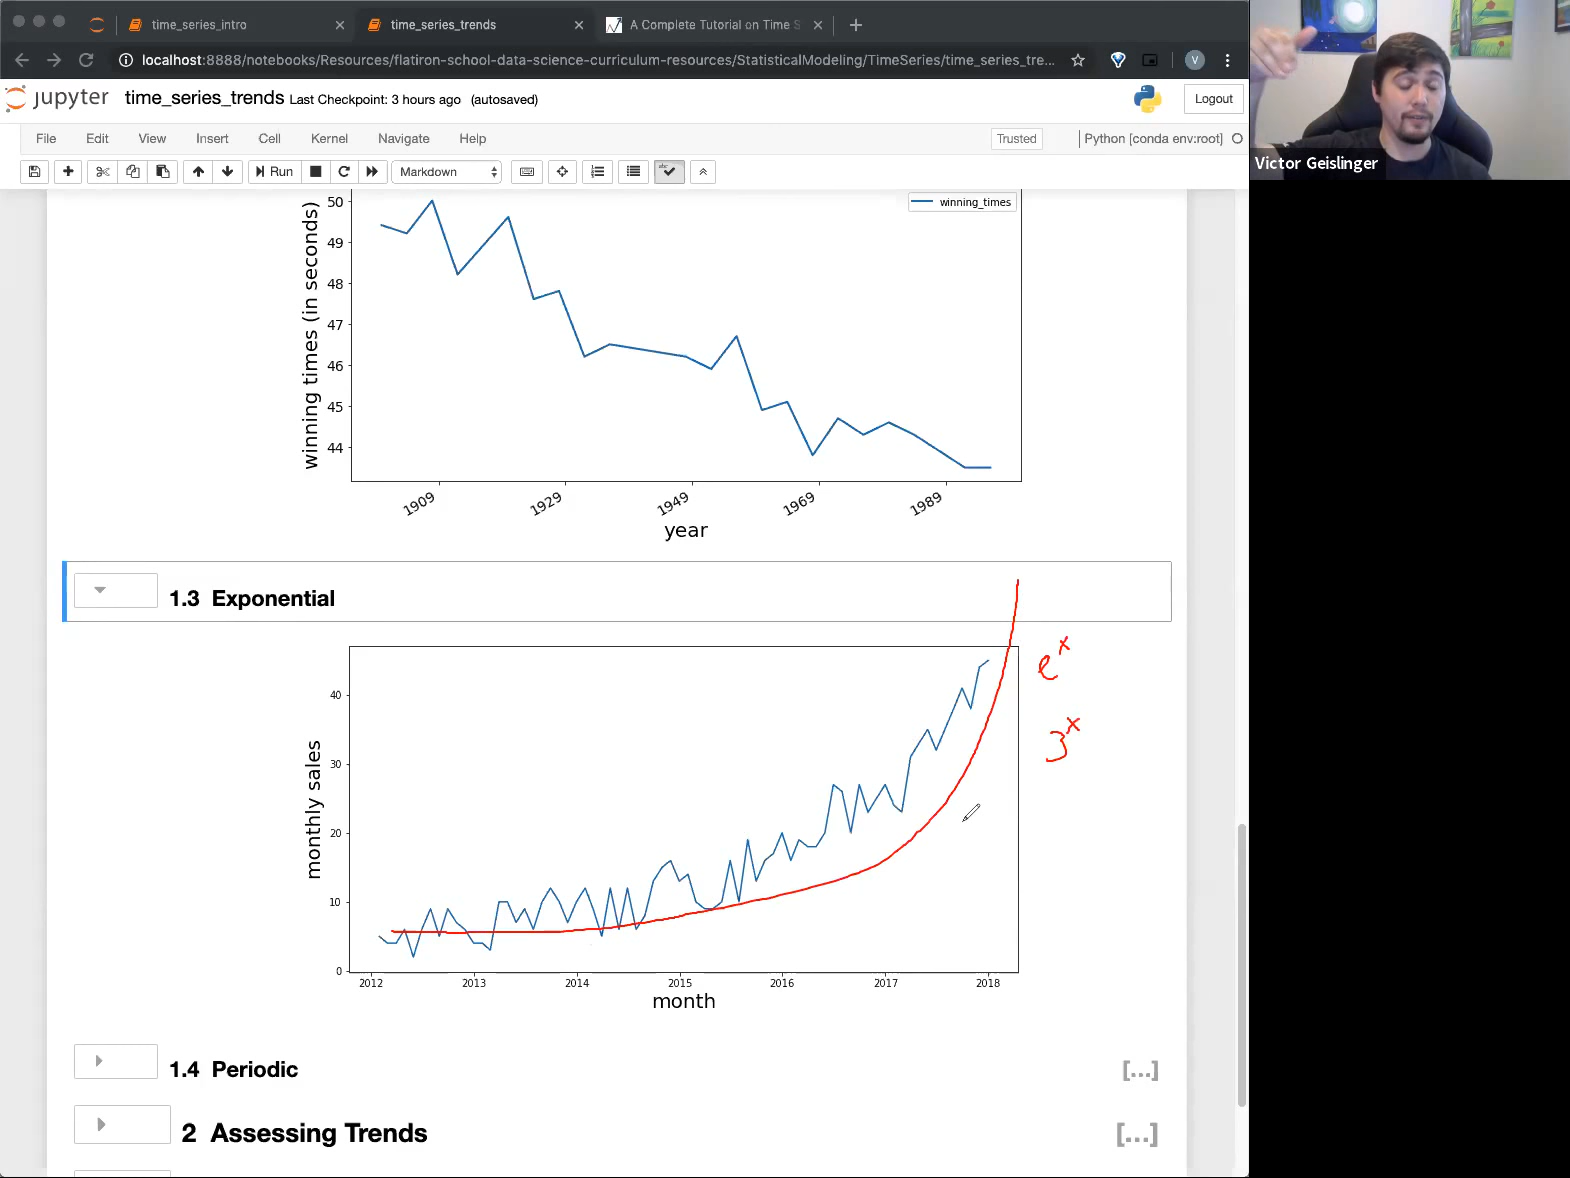 time_series_intro
time_series_trends
A Complete Tutorial on Time S
localhost:8888/notebooks/Resources/flatiron-school-data-science-curriculum-resources/StatisticalModeling/TimeSeries/time_series_tre...
V
jupyter time_series_trends Last Checkpoint: 3 hours ago (autosaved)
Logout
File Edit View Insert Cell Kernel Navigate Help
Trusted
Python [conda env:root]
Run
Markdown
Victor Geislinger
winning_times
winning times (in seconds)
50
49
48
47
46
45
44
1909 1929 1949 1969 1989
year
1.3 Exponential
e^x
3^x
monthly sales
40
30
20
10
0
2012 2013 2014 2015 2016 2017 2018
month
1.4 Periodic
[...]
2 Assessing Trends
[...]